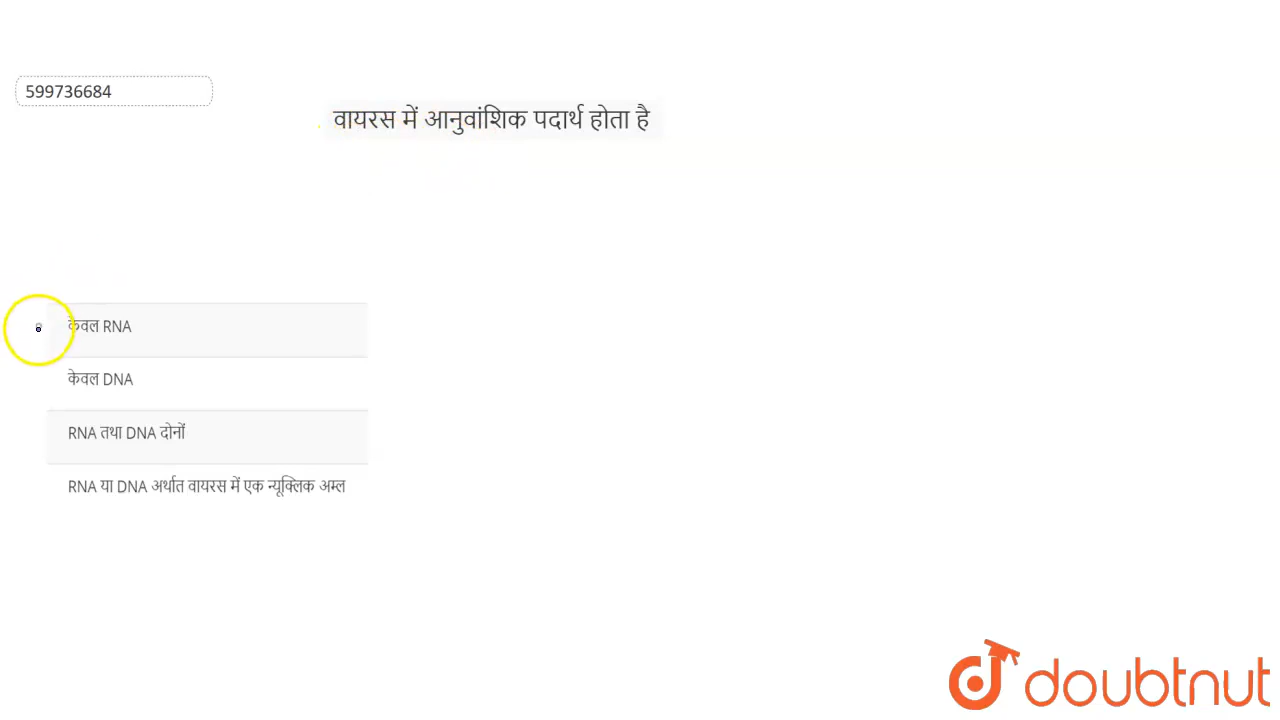 599736684
वायरस में आनुवांशिक पदार्थ होता है
केवल RNA
केवल DNA
RNA तथा DNA दोनों
RNA या DNA अर्थात वायरस में एक न्यूक्लिक अम्ल
doubtnut